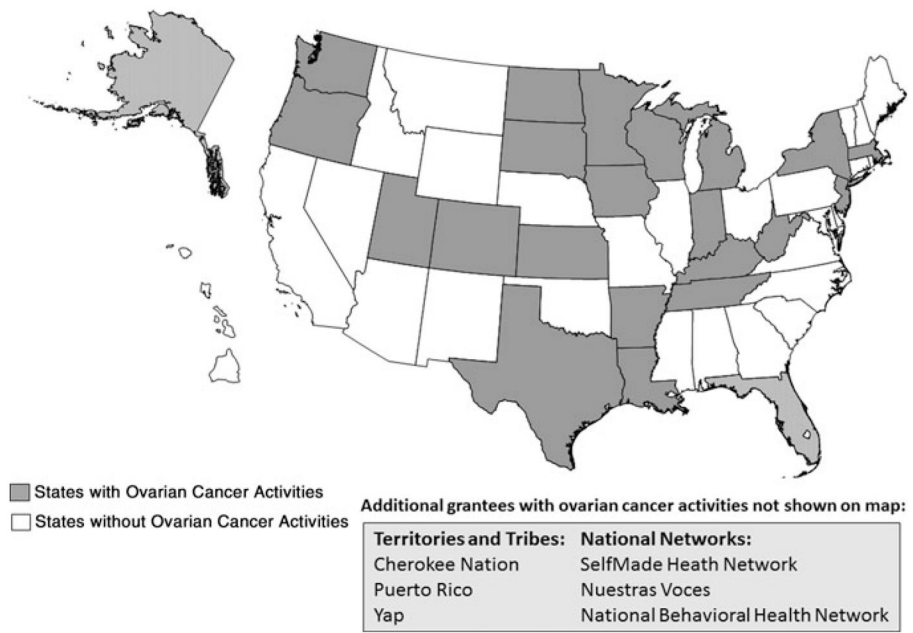 States with Ovarian Cancer Activities
States without Ovarian Cancer Activities
Additional grantees with ovarian cancer activities not shown on map:
Territories and Tribes: National Networks:
Cherokee Nation SelfMade Heath Network
Puerto Rico Nuestras Voces
Yap National Behavioral Health Network